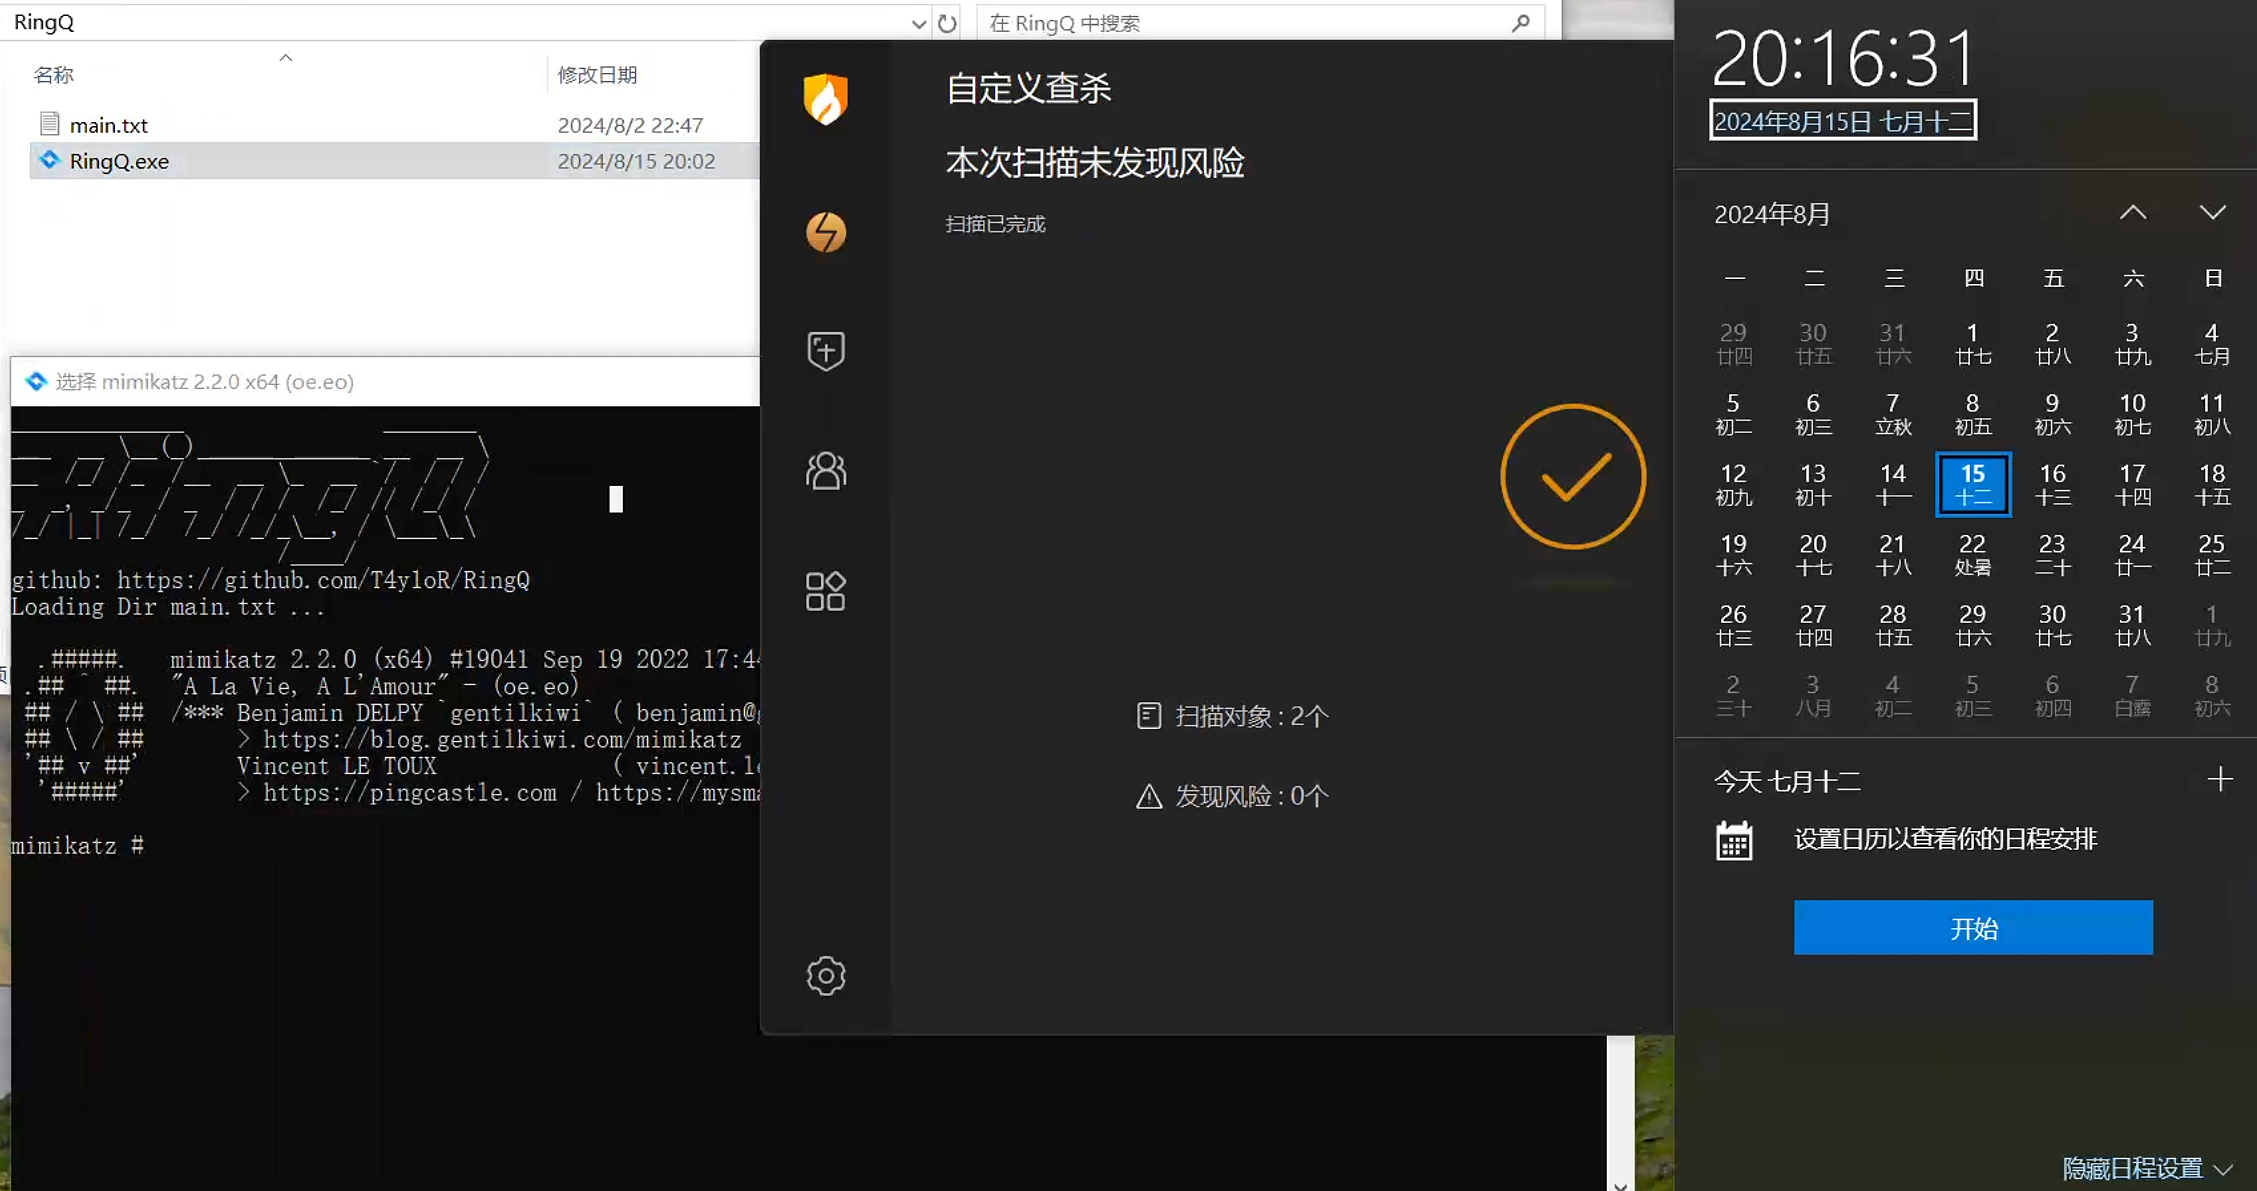 RingQ
在 RingQ 中搜索
名称
修改日期
main.txt
2024/8/2 22:47
RingQ.exe
2024/8/15 20:02
选择 mimikatz 2.2.0 x64 (oe.eo)
RingQ
github: https://github.com/T4y1oR/RingQ
Loading Dir main.txt ...
.#####.   mimikatz 2.2.0 (x64) #19041 Sep 19 2022 17:44
.## ^ ##.  "A La Vie, A L'Amour" - (oe.eo)
## / \ ##  /*** Benjamin DELPY `gentilkiwi` ( benjamin@
## \ / ##       > https://blog.gentilkiwi.com/mimikatz
'## v ##'       Vincent LE TOUX             ( vincent.le
'#####'        > https://pingcastle.com / https://mysma
mimikatz #
自定义查杀
本次扫描未发现风险
扫描已完成
扫描对象 : 2个
发现风险 : 0个
20:16:31
2024年8月15日 七月十二
2024年8月
一 二 三 四 五 六 日
29 30 31 1 2 3 4
廿四 廿五 廿六 廿七 廿八 廿九 七月
5 6 7 8 9 10 11
初二 初三 立秋 初五 初六 初七 初八
12 13 14 15 16 17 18
初九 初十 十一 十二 十三 十四 十五
19 20 21 22 23 24 25
十六 十七 十八 处暑 二十 廿一 廿二
26 27 28 29 30 31 1
廿三 廿四 廿五 廿六 廿七 廿八 廿九
2 3 4 5 6 7 8
三十 八月 初二 初三 初四 白露 初六
今天 七月十二
设置日历以查看你的日程安排
开始
隐藏日程设置